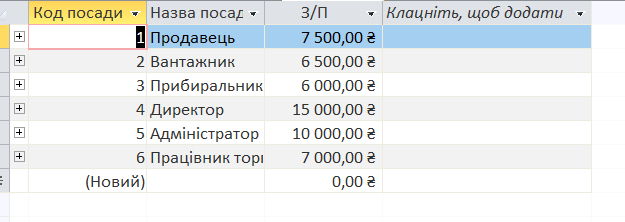 Код посади Назва посад З/П Клацніть, щоб додати
1 Продавець 7 500,00 ₴
2 Вантажник 6 500,00 ₴
3 Прибиральник 6 000,00 ₴
4 Директор 15 000,00 ₴
5 Адміністратор 10 000,00 ₴
6 Працівник торг 7 000,00 ₴
(Новий) 0,00 ₴